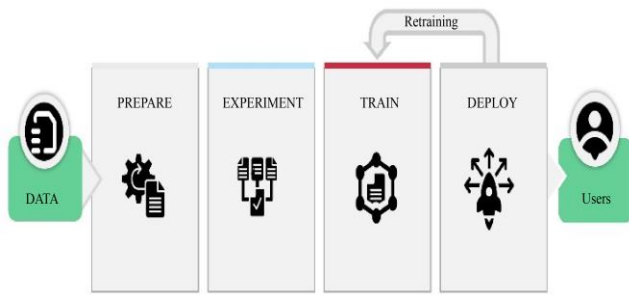 Retraining
PREPARE
EXPERIMENT
TRAIN
DEPLOY
DATA
Users